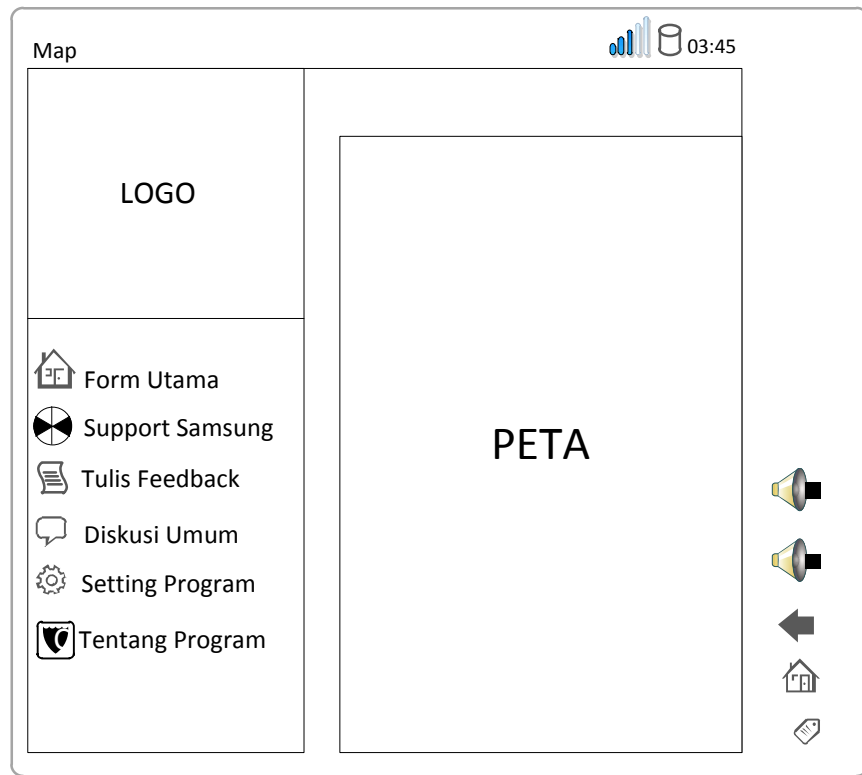 Map
03:45
LOGO
Form Utama
Support Samsung
Tulis Feedback
Diskusi Umum
Setting Program
Tentang Program
PETA